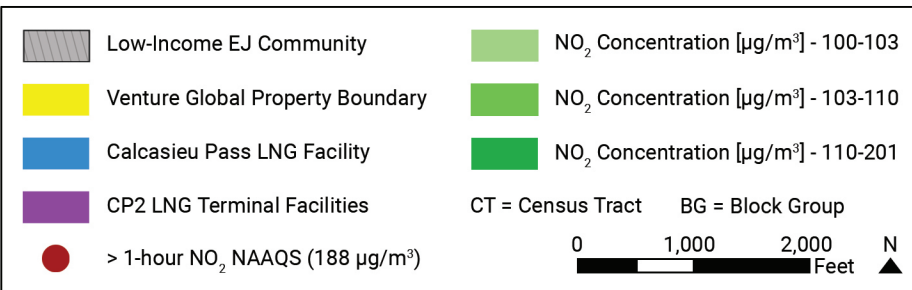 Low-Income EJ Community
Venture Global Property Boundary
Calcasieu Pass LNG Facility
CP2 LNG Terminal Facilities
> 1-hour NO₂ NAAQS (188 µg/m³)
NO₂ Concentration [µg/m³] - 100-103
NO₂ Concentration [µg/m³] - 103-110
NO₂ Concentration [µg/m³] - 110-201
CT = Census Tract BG = Block Group
0 1,000 2,000 N
Feet